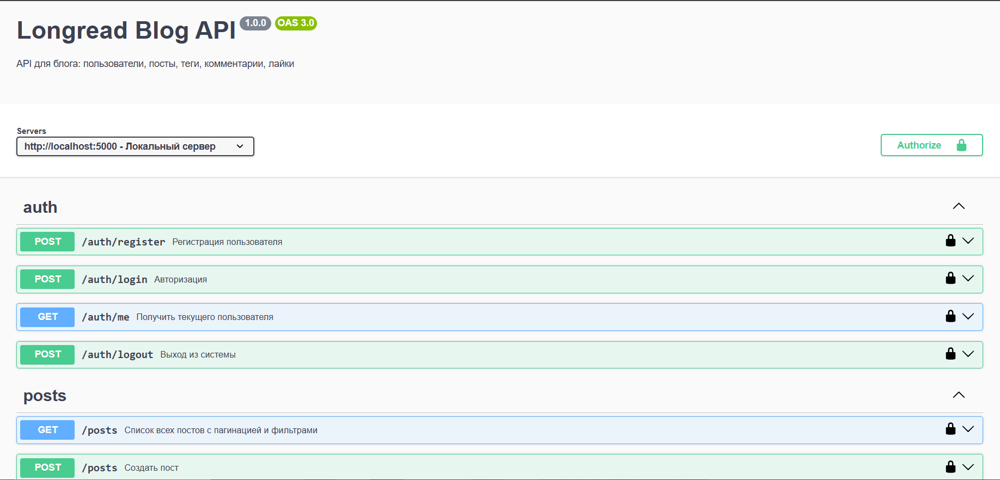 Longread Blog API 1.0.0 OAS 3.0
API для блога: пользователи, посты, теги, комментарии, лайки
Servers
http://localhost:5000 - Локальный сервер
Authorize
auth
POST /auth/register Регистрация пользователя
POST /auth/login Авторизация
GET /auth/me Получить текущего пользователя
POST /auth/logout Выход из системы
posts
GET /posts Список всех постов с пагинацией и фильтрами
POST /posts Создать пост